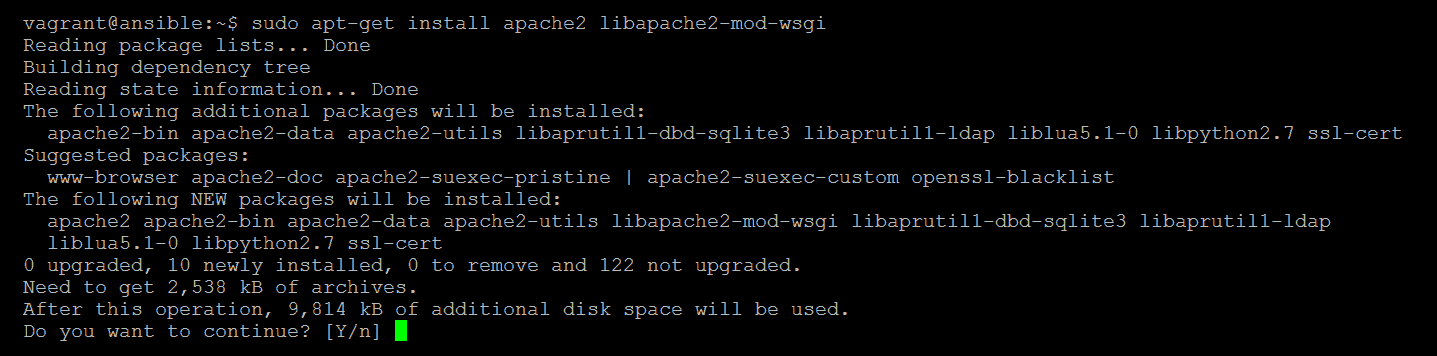 vagrant@ansible:~$ sudo apt-get install apache2 libapache2-mod-wsgi
Reading package lists... Done
Building dependency tree
Reading state information... Done
The following additional packages will be installed:
  apache2-bin apache2-data apache2-utils libaprutil1-dbd-sqlite3 libaprutil1-ldap liblua5.1-0 libpython2.7 ssl-cert
Suggested packages:
  www-browser apache2-doc apache2-suexec-pristine | apache2-suexec-custom openssl-blacklist
The following NEW packages will be installed:
  apache2 apache2-bin apache2-data apache2-utils libapache2-mod-wsgi libaprutil1-dbd-sqlite3 libaprutil1-ldap
  liblua5.1-0 libpython2.7 ssl-cert
0 upgraded, 10 newly installed, 0 to remove and 122 not upgraded.
Need to get 2,538 kB of archives.
After this operation, 9,814 kB of additional disk space will be used.
Do you want to continue? [Y/n]